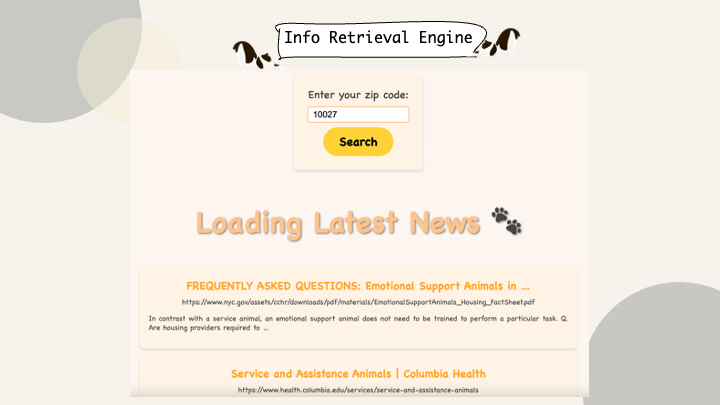 Info Retrieval Engine
Enter your zip code:
10027
Search
Loading Latest News
FREQUENTLY ASKED QUESTIONS: Emotional Support Animals in ...
https://www.nyc.gov/assets/cchr/downloads/pdf/materials/EmotionalSupportAnimals_Housing_FactSheet.pdf
In contrast with a service animal, an emotional support animal does not need to be trained to perform a particular task. Q.
Are housing providers required to ...
Service and Assistance Animals | Columbia Health
https://www.health.columbia.edu/services/service-and-assistance-animals